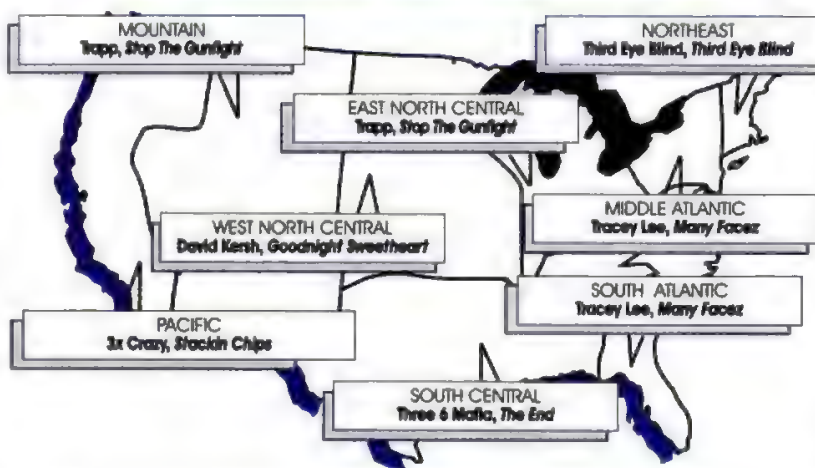 MOUNTAIN
Trapp, Stop The Gunfight
NORTHEAST
Third Eye Blind, Third Eye Blind
EAST NORTH CENTRAL
Trapp, Stop The Gunfight
WEST NORTH CENTRAL
David Kersh, Goodnight Sweetheart
MIDDLE ATLANTIC
Tracey Lee, Many Facez
SOUTH ATLANTIC
Tracey Lee, Many Facez
PACIFIC
3x Crazy, Stackin Chips
SOUTH CENTRAL
Three 6 Mafia, The End